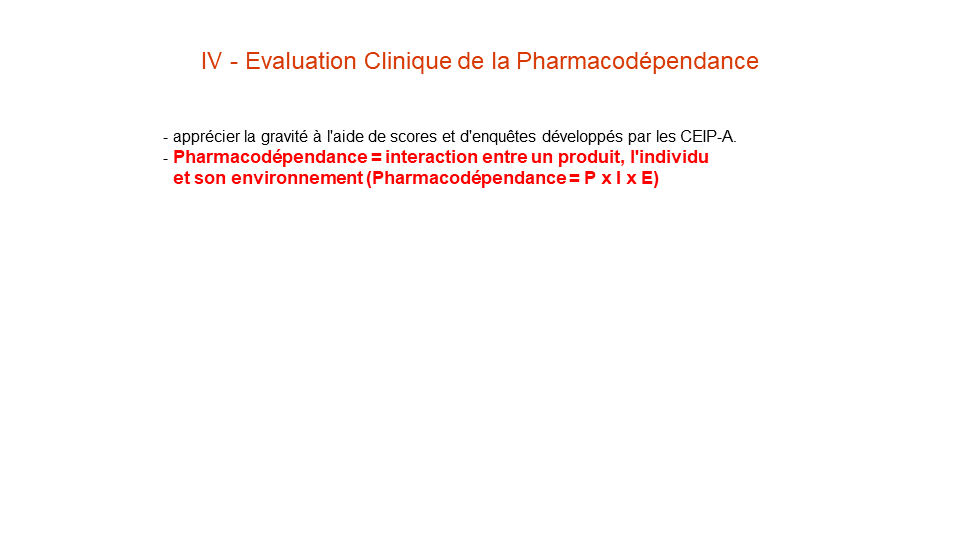 IV - Evaluation Clinique de la Pharmacodépendance
- apprécier la gravité à l'aide de scores et d'enquêtes développés par les CEIP-A.
- Pharmacodépendance = interaction entre un produit, l'individu
et son environnement (Pharmacodépendance = P x I x E)